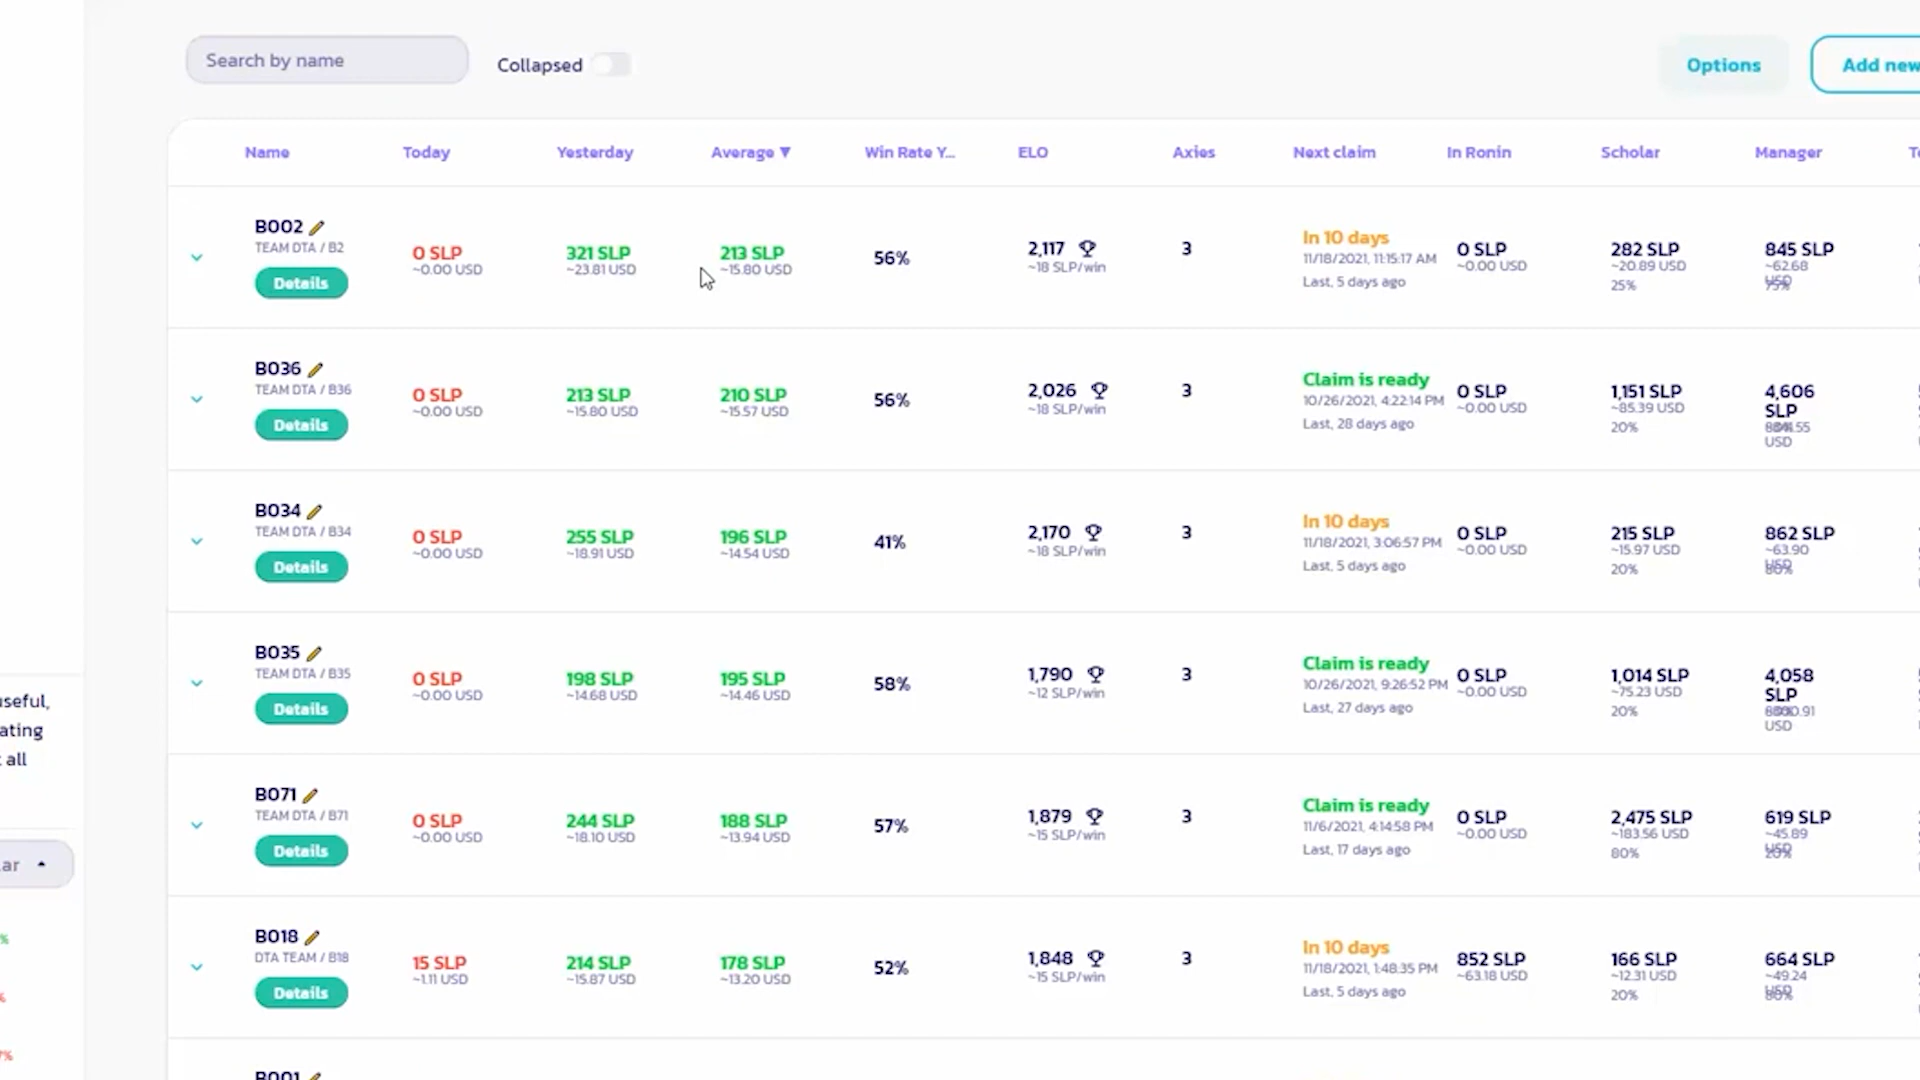 Search by name
Collapsed
Options
Add new
Name Today Yesterday Average ▼ Win Rate Y... ELO Axies Next claim In Ronin Scholar Manager
B002
TEAM DTA / B2
Details
0 SLP
~0.00 USD
321 SLP
~23.81 USD
213 SLP
~15.80 USD
56%
2,117
~18 SLP/win
3
In 10 days
11/18/2021, 11:15:17 AM
Last, 5 days ago
0 SLP
~0.00 USD
282 SLP
~20.89 USD
25%
845 SLP
~62.68
USD
75%
B036
TEAM DTA / B36
Details
0 SLP
~0.00 USD
213 SLP
~15.80 USD
210 SLP
~15.57 USD
56%
2,026
~18 SLP/win
3
Claim is ready
10/26/2021, 4:22:14 PM
Last, 28 days ago
0 SLP
~0.00 USD
1,151 SLP
~85.39 USD
20%
4,606
SLP
USD
B034
TEAM DTA / B34
Details
0 SLP
~0.00 USD
255 SLP
~18.91 USD
196 SLP
~14.54 USD
41%
2,170
~18 SLP/win
3
In 10 days
11/18/2021, 3:06:57 PM
Last, 5 days ago
0 SLP
~0.00 USD
215 SLP
~15.97 USD
20%
862 SLP
~63.90
USD
80%
B035
TEAM DTA / B35
Details
0 SLP
~0.00 USD
198 SLP
~14.68 USD
195 SLP
~14.46 USD
58%
1,790
~12 SLP/win
3
Claim is ready
10/26/2021, 9:26:52 PM
Last, 27 days ago
0 SLP
~0.00 USD
1,014 SLP
~75.23 USD
20%
4,058
SLP
USD
B071
TEAM DTA / B71
Details
0 SLP
~0.00 USD
244 SLP
~18.10 USD
188 SLP
~13.94 USD
57%
1,879
~15 SLP/win
3
Claim is ready
11/6/2021, 4:14:58 PM
Last, 17 days ago
0 SLP
~0.00 USD
2,475 SLP
~183.56 USD
80%
619 SLP
~45.89
USD
20%
B018
DTA TEAM / B18
Details
15 SLP
~1.11 USD
214 SLP
~15.87 USD
178 SLP
~13.20 USD
52%
1,848
~15 SLP/win
3
In 10 days
11/18/2021, 1:48:35 PM
Last, 5 days ago
852 SLP
~63.18 USD
166 SLP
~12.31 USD
20%
664 SLP
~49.24
USD
80%
B001
useful,
ating
all
lar
%
%
7%